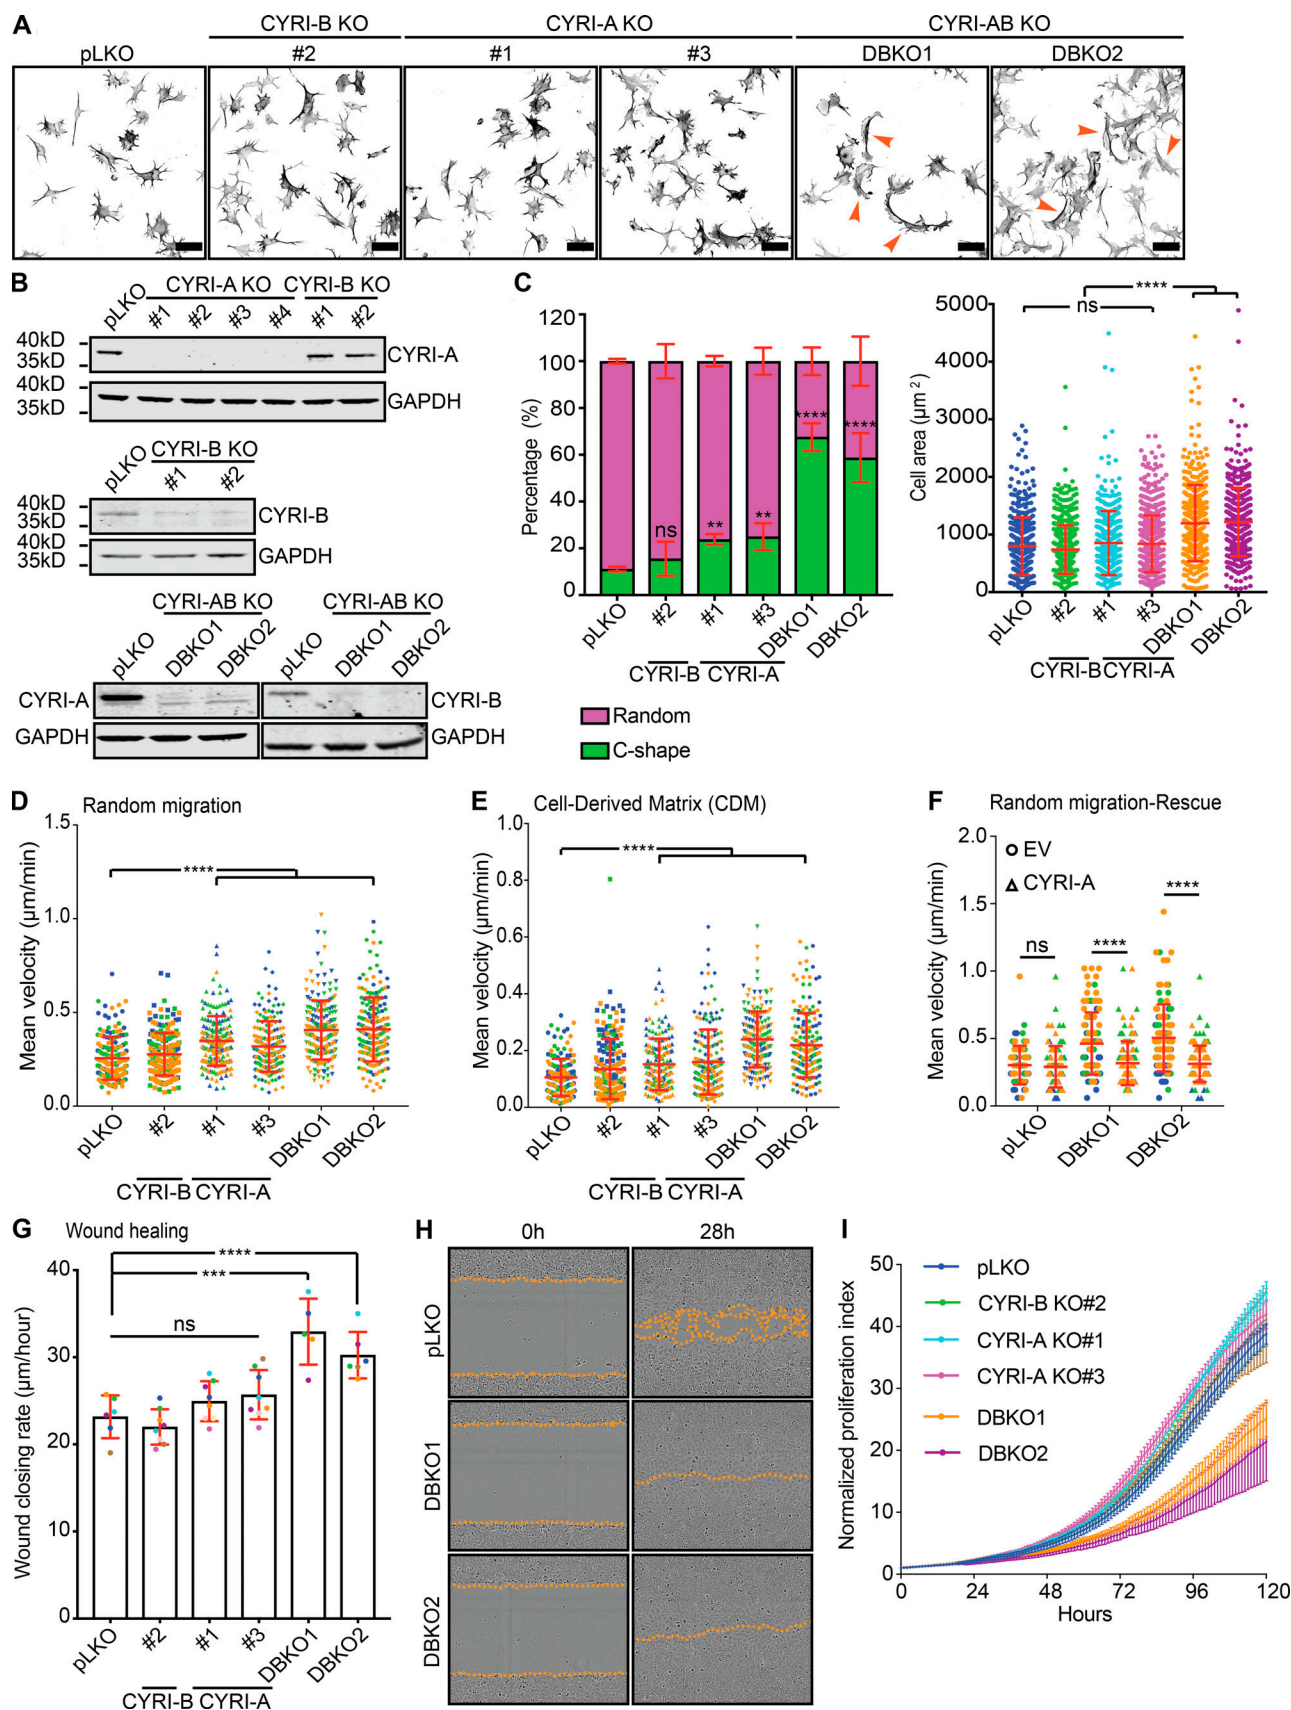 A
CYRI-B KO CYRI-A KO CYRI-AB KO
pLKO #2 #1 #3 DBKO1 DBKO2
B
CYRI-A KO CYRI-B KO
pLKO #1 #2 #3 #4 #1 #2
40kD
35kD
CYRI-A
40kD
35kD
GAPDH
CYRI-B KO
pLKO #1 #2
40kD
35kD
CYRI-B
40kD
35kD
GAPDH
CYRI-AB KO CYRI-AB KO
pLKO DBKO1 DBKO2 pLKO DBKO1 DBKO2
CYRI-A CYRI-B
GAPDH GAPDH
C
Percentage (%)
120
100
80
60
40
20
0
ns ** ** **** ****
pLKO #2 #1 #3 DBKO1 DBKO2
CYRI-B CYRI-A
Random
C-shape
Cell area (µm²)
5000
4000
3000
2000
1000
0
****
ns
pLKO #2 #1 #3 DBKO1 DBKO2
CYRI-B CYRI-A
D Random migration
Mean velocity (µm/min)
1.5
1.0
0.5
0.0
****
pLKO #2 #1 #3 DBKO1 DBKO2
CYRI-B CYRI-A
E Cell-Derived Matrix (CDM)
Mean velocity (µm/min)
1.0
0.8
0.6
0.4
0.2
0.0
****
pLKO #2 #1 #3 DBKO1 DBKO2
CYRI-B CYRI-A
F Random migration-Rescue
Mean velocity (µm/min)
2.0
1.5
1.0
0.5
0.0
EV
CYRI-A
ns **** ****
pLKO DBKO1 DBKO2
G Wound healing
Wound closing rate (µm/hour)
40
30
20
10
0
****
***
ns
pLKO #2 #1 #3 DBKO1 DBKO2
CYRI-B CYRI-A
H
0h 28h
pLKO
DBKO1
DBKO2
I
Normalized proliferation index
50
40
30
20
10
0
pLKO
CYRI-B KO#2
CYRI-A KO#1
CYRI-A KO#3
DBKO1
DBKO2
0 24 48 72 96 120
Hours